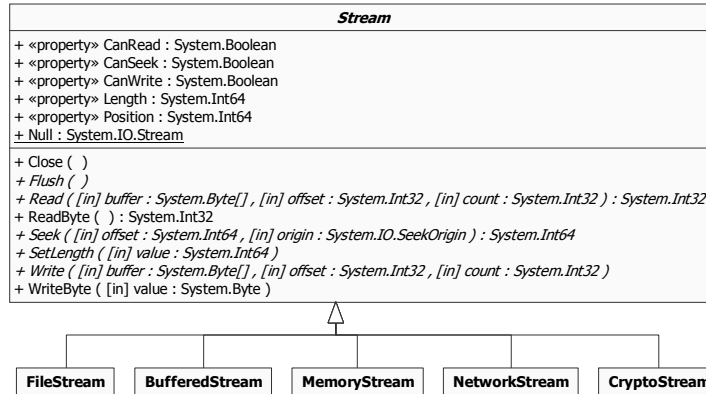 Stream
+ «property» CanRead : System.Boolean
+ «property» CanSeek : System.Boolean
+ «property» CanWrite : System.Boolean
+ «property» Length : System.Int64
+ «property» Position : System.Int64
+ Null : System.IO.Stream
+ Close ( )
+ Flush ( )
+ Read ( [in] buffer : System.Byte[] , [in] offset : System.Int32 , [in] count : System.Int32 ) : System.Int32
+ ReadByte ( ) : System.Int32
+ Seek ( [in] offset : System.Int64 , [in] origin : System.IO.SeekOrigin ) : System.Int64
+ SetLength ( [in] value : System.Int64 )
+ Write ( [in] buffer : System.Byte[] , [in] offset : System.Int32 , [in] count : System.Int32 )
+ WriteByte ( [in] value : System.Byte )
FileStream BufferedStream MemoryStream NetworkStream CryptoStream